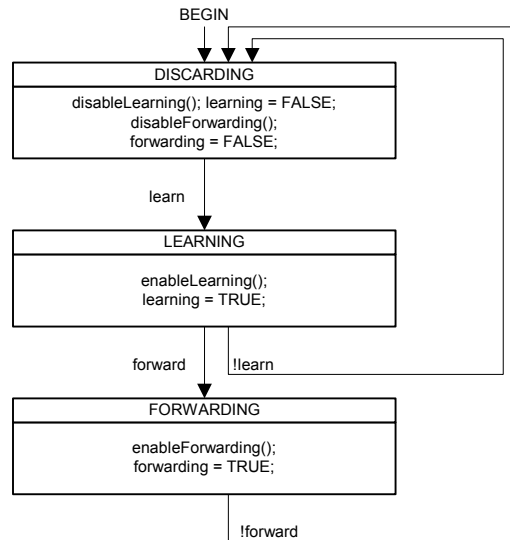 BEGIN
DISCARDING
disableLearning(); learning = FALSE;
disableForwarding();
forwarding = FALSE;
learn
LEARNING
enableLearning();
learning = TRUE;
forward
!learn
FORWARDING
enableForwarding();
forwarding = TRUE;
!forward